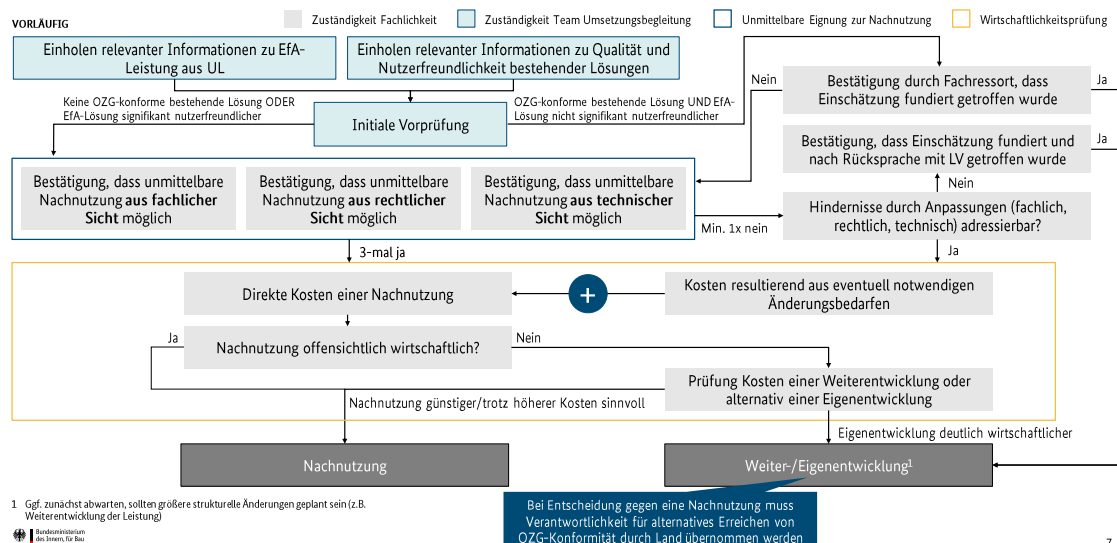 VORLÄUFIG
Zuständigkeit Fachlichkeit
Zuständigkeit Team Umsetzungsbegleitung
Unmittelbare Eignung zur Nachnutzung
Wirtschaftlichkeitsprüfung
Einholen relevanter Informationen zu EfA-
Leistung aus UL
Einholen relevanter Informationen zu Qualität und
Nutzerfreundlichkeit bestehender Lösungen
Keine OZG-konforme bestehende Lösung ODER
EfA-Lösung signifikant nutzerfreundlicher
Initiale Vorprüfung
OZG-konforme bestehende Lösung UND EfA-
Lösung nicht signifikant nutzerfreundlicher
Nein
Bestätigung durch Fachressort, dass
Einschätzung fundiert getroffen wurde
Ja
Bestätigung, dass Einschätzung fundiert und
nach Rücksprache mit LV getroffen wurde
Ja
Nein
Bestätigung, dass unmittelbare
Nachnutzung aus fachlicher
Sicht möglich
Bestätigung, dass unmittelbare
Nachnutzung aus rechtlicher
Sicht möglich
Bestätigung, dass unmittelbare
Nachnutzung aus technischer
Sicht möglich
Min. 1x nein
Hindernisse durch Anpassungen (fachlich,
rechtlich, technisch) adressierbar?
3-mal ja
Ja
Direkte Kosten einer Nachnutzung
+
Kosten resultierend aus eventuell notwendigen
Änderungsbedarfen
Ja
Nachnutzung offensichtlich wirtschaftlich?
Nein
Prüfung Kosten einer Weiterentwicklung oder
alternativ einer Eigenentwicklung
Nachnutzung günstiger/trotz höherer Kosten sinnvoll
Eigenentwicklung deutlich wirtschaftlicher
Nachnutzung
Weiter-/Eigenentwicklung1
1 Ggf. zunächst abwarten, sollten größere strukturelle Änderungen geplant sein (z.B.
Weiterentwicklung der Leistung)
Bei Entscheidung gegen eine Nachnutzung muss
Verantwortlichkeit für alternatives Erreichen von
OZG-Konformität durch Land übernommen werden
Bundesministerium
des Innern, für Bau
7